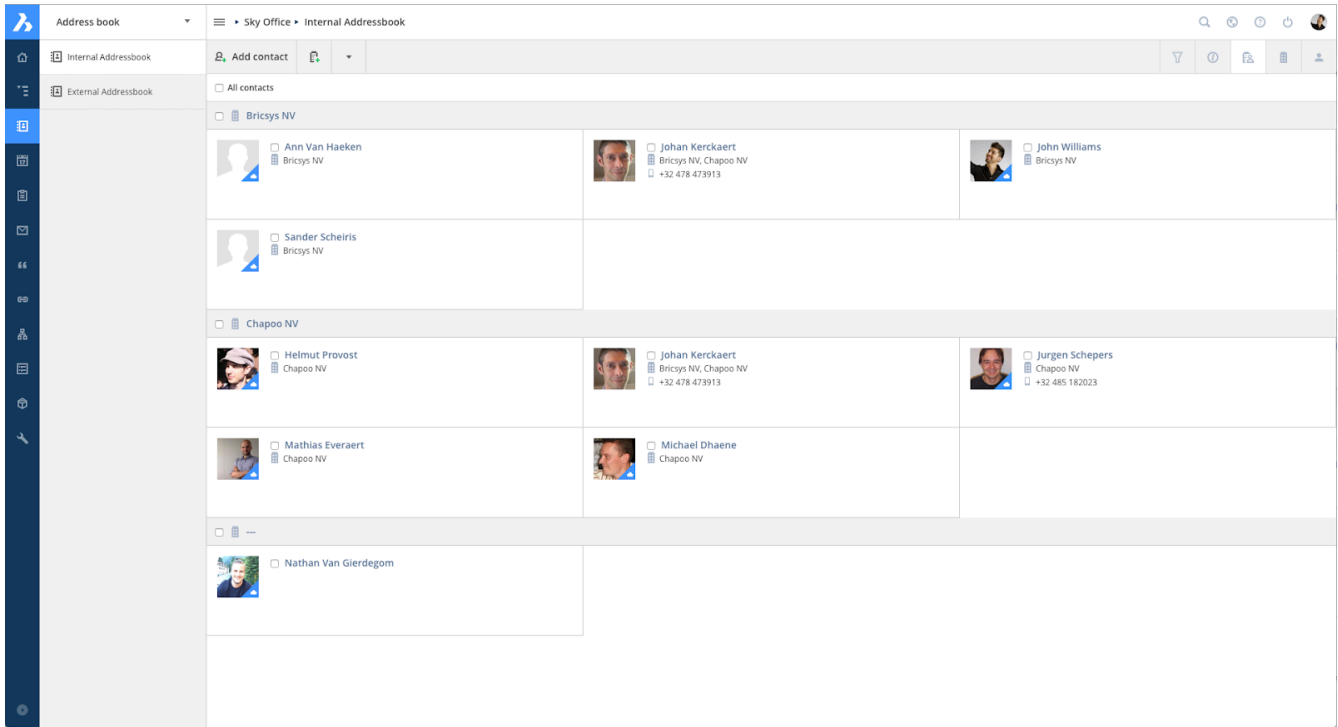 Address book
Sky Office ▸ Internal Addressbook
Internal Addressbook
External Addressbook
Add contact
All contacts
Bricsys NV
Ann Van Haeken
Bricsys NV
Johan Kerckaert
Bricsys NV, Chapoo NV
+32 478 473913
John Williams
Bricsys NV
Sander Scheiris
Bricsys NV
Chapoo NV
Helmut Provost
Chapoo NV
Johan Kerckaert
Bricsys NV, Chapoo NV
+32 478 473913
Jurgen Schepers
Chapoo NV
+32 485 182023
Mathias Everaert
Chapoo NV
Michael Dhaene
Chapoo NV
---
Nathan Van Gierdegom